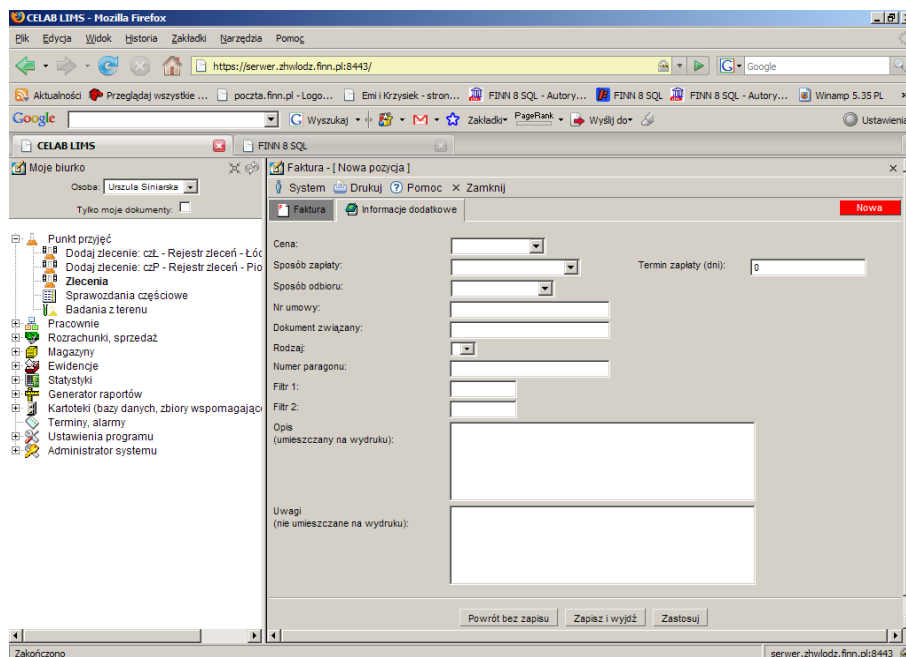 CELAB LIMS - Mozilla Firefox
Plik Edycja Widok Historia Zakładki Narzędzia Pomoc
https://serwer.zhwlodz.finn.pl:8443/ Google
Aktualności Przeglądaj wszystkie ... poczta.finn.pl - Logo... Emi i Krzysiek - stron... FINN 8 SQL - Autory... FINN 8 SQL FINN 8 SQL - Autory... Winamp 5.35 PL
Google Wyszukaj Zakładki PageRank Wyślij do Ustawienia
CELAB LIMS FINN 8 SQL
Moje biurko
Osoba: Urszula Siniarska
Tylko moje dokumenty:
Punkt przyjęć
Dodaj zlecenie: czŁ - Rejestr zleceń - Łóc
Dodaj zlecenie: czP - Rejestr zleceń - Pio
Zlecenia
Sprawozdania częściowe
Badania z terenu
Pracownie
Rozrachunki, sprzedaż
Magazyny
Ewidencje
Statystyki
Generator raportów
Kartoteki (bazy danych, zbiory wspomagając
Terminy, alarmy
Ustawienia programu
Administrator systemu
Faktura - [ Nowa pozycja ]
System Drukuj Pomoc Zamknij
Faktura Informacje dodatkowe Nowa
Cena:
Sposób zapłaty: Termin zapłaty (dni): 0
Sposób odbioru:
Nr umowy:
Dokument związany:
Rodzaj:
Numer paragonu:
Filtr 1:
Filtr 2:
Opis
(umieszczany na wydruku):
Uwagi
(nie umieszczane na wydruku):
Powrót bez zapisu Zapisz i wyjdź Zastosuj
Zakończono serwer.zhwlodz.finn.pl:8443